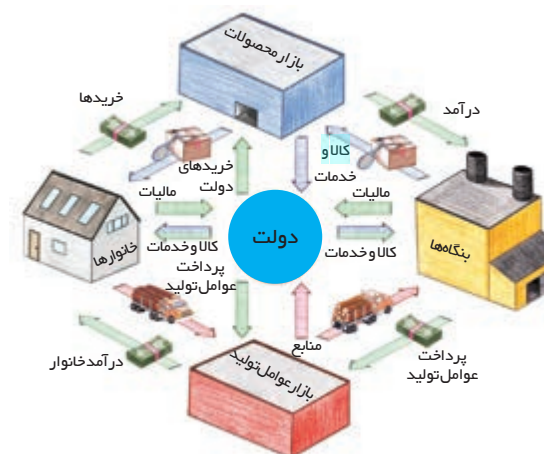 بازار محصولات
خریدها
درآمد
خریدهای
دولت
کالا و
خدمات
مالیات
مالیات
خانوارها
دولت
بنگاه‌ها
کالا و خدمات
کالا و خدمات
پرداخت
عوامل تولید
منابع
درآمد خانوار
بازار عوامل تولید
پرداخت
عوامل تولید